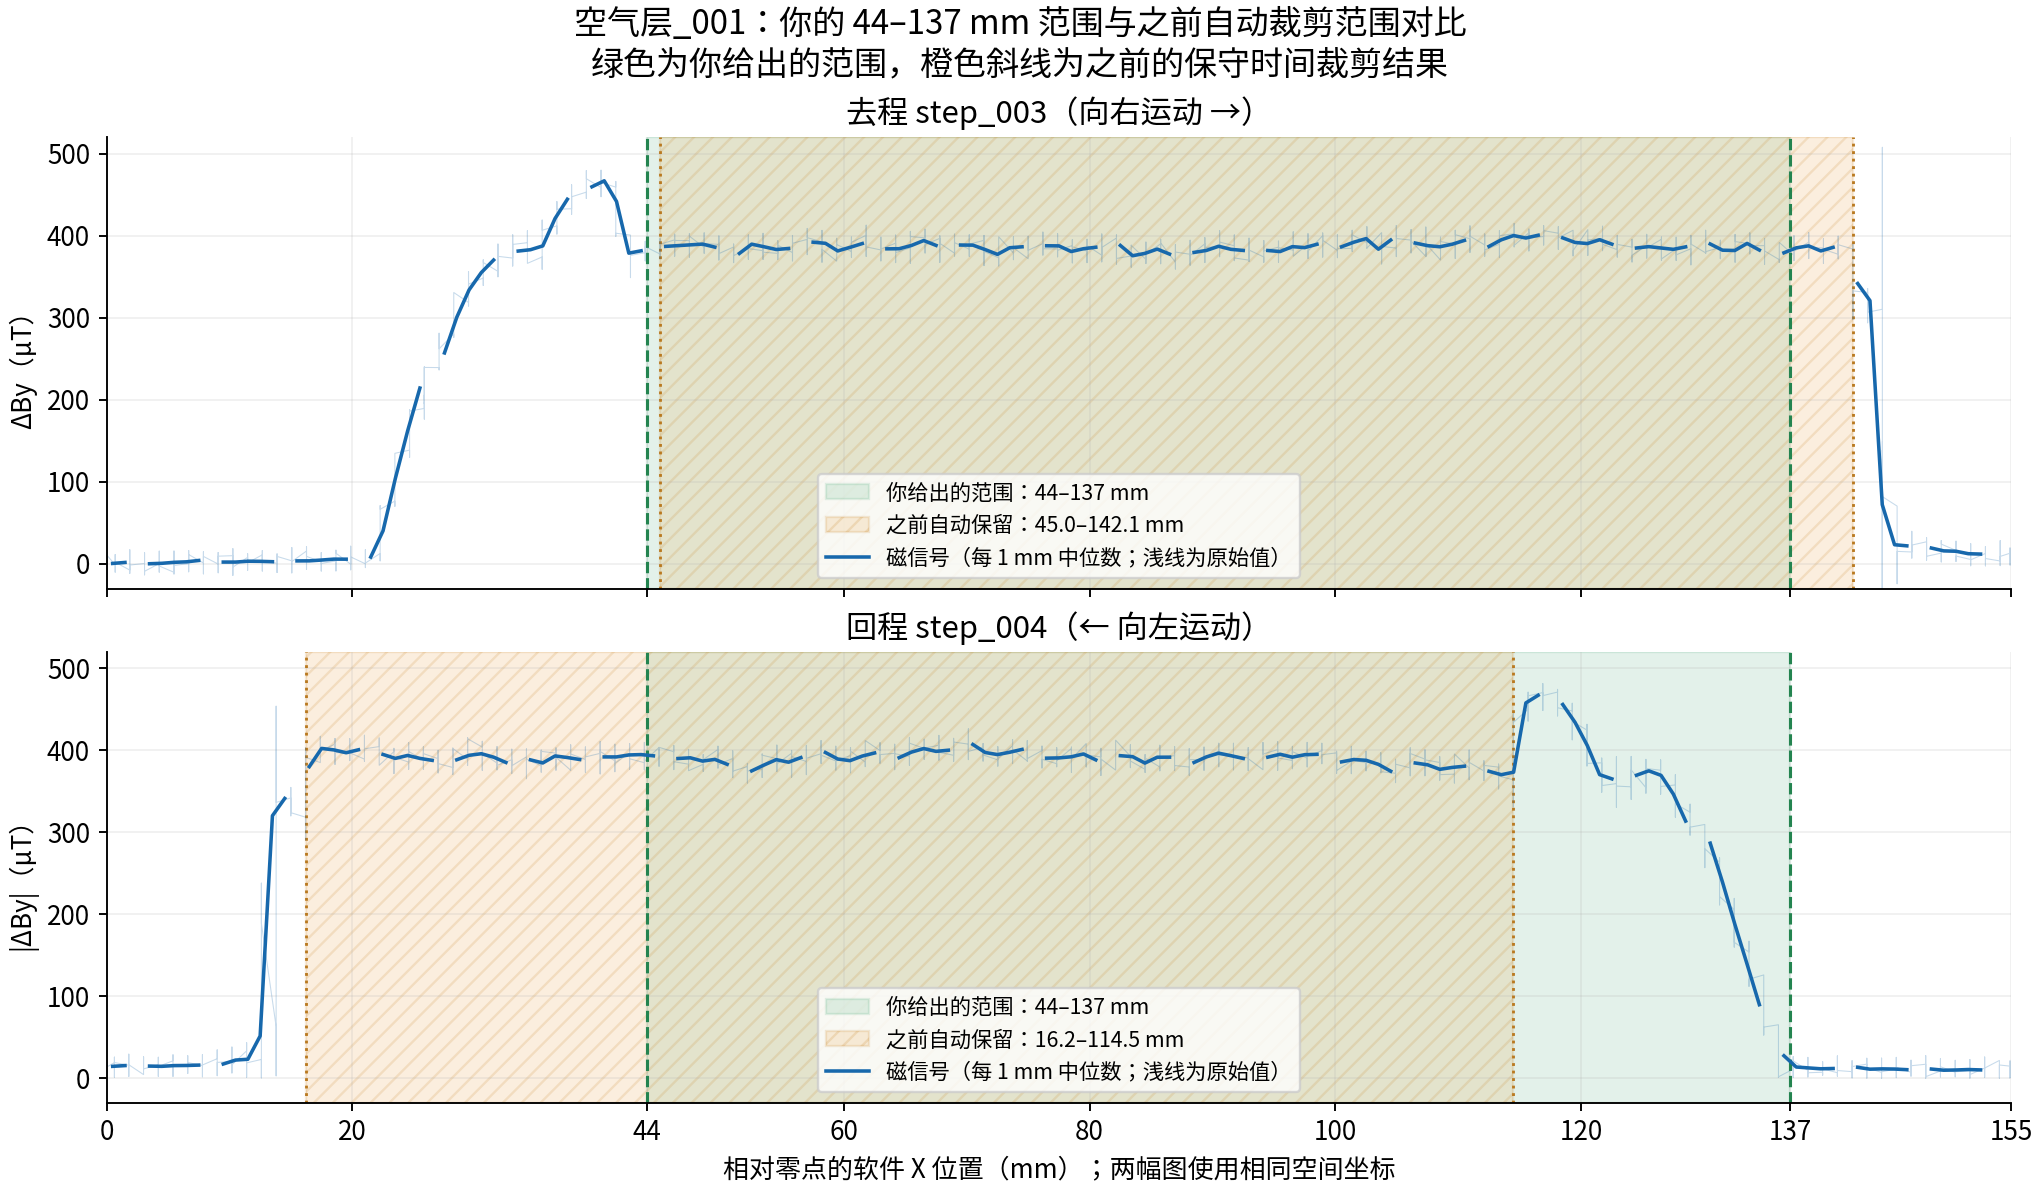 空气层_001：你的 44–137 mm 范围与之前自动裁剪范围对比
绿色为你给出的范围，橙色斜线为之前的保守时间裁剪结果
去程 step_003（向右运动 →）
500
400
300
200
100
0
ΔBy（μT）
你给出的范围：44–137 mm
之前自动保留：45.0–142.1 mm
磁信号（每 1 mm 中位数；浅线为原始值）
回程 step_004（← 向左运动）
500
400
300
200
100
0
|ΔBy|（μT）
你给出的范围：44–137 mm
之前自动保留：16.2–114.5 mm
磁信号（每 1 mm 中位数；浅线为原始值）
0 20 44 60 80 100 120 137 155
相对零点的软件 X 位置（mm）；两幅图使用相同空间坐标